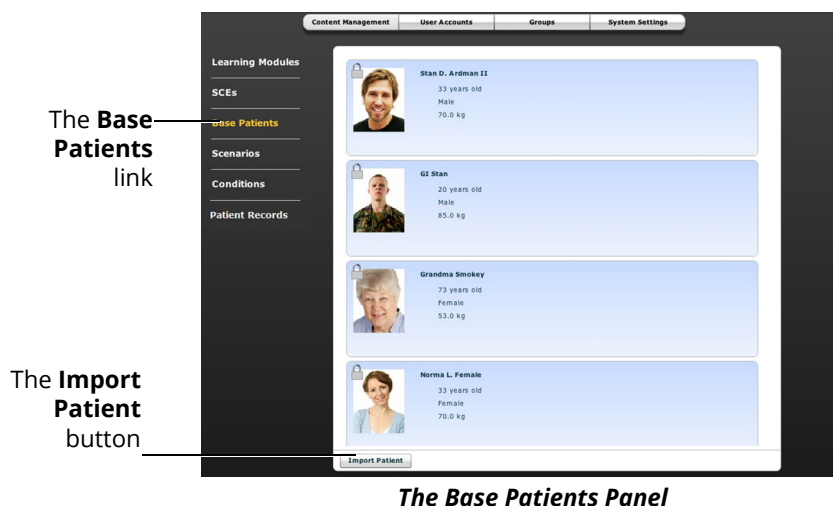 Content Management User Accounts Groups System Settings
Learning Modules
SCEs
Base Patients
Scenarios
Conditions
Patient Records
The Base
Patients
link
Stan D. Ardman II
33 years old
Male
70.0 kg
GI Stan
20 years old
Male
85.0 kg
Grandma Smokey
73 years old
Female
53.0 kg
Norma L. Female
33 years old
Female
70.0 kg
The Import
Patient
button
Import Patient
The Base Patients Panel